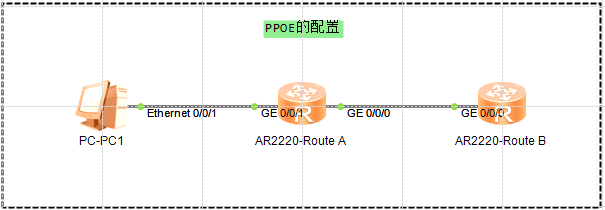 PPOE的配置
Ethernet 0/0/1
GE 0/0/1
GE 0/0/0
GE 0/0/0
PC-PC1
AR2220-Route A
AR2220-Route B